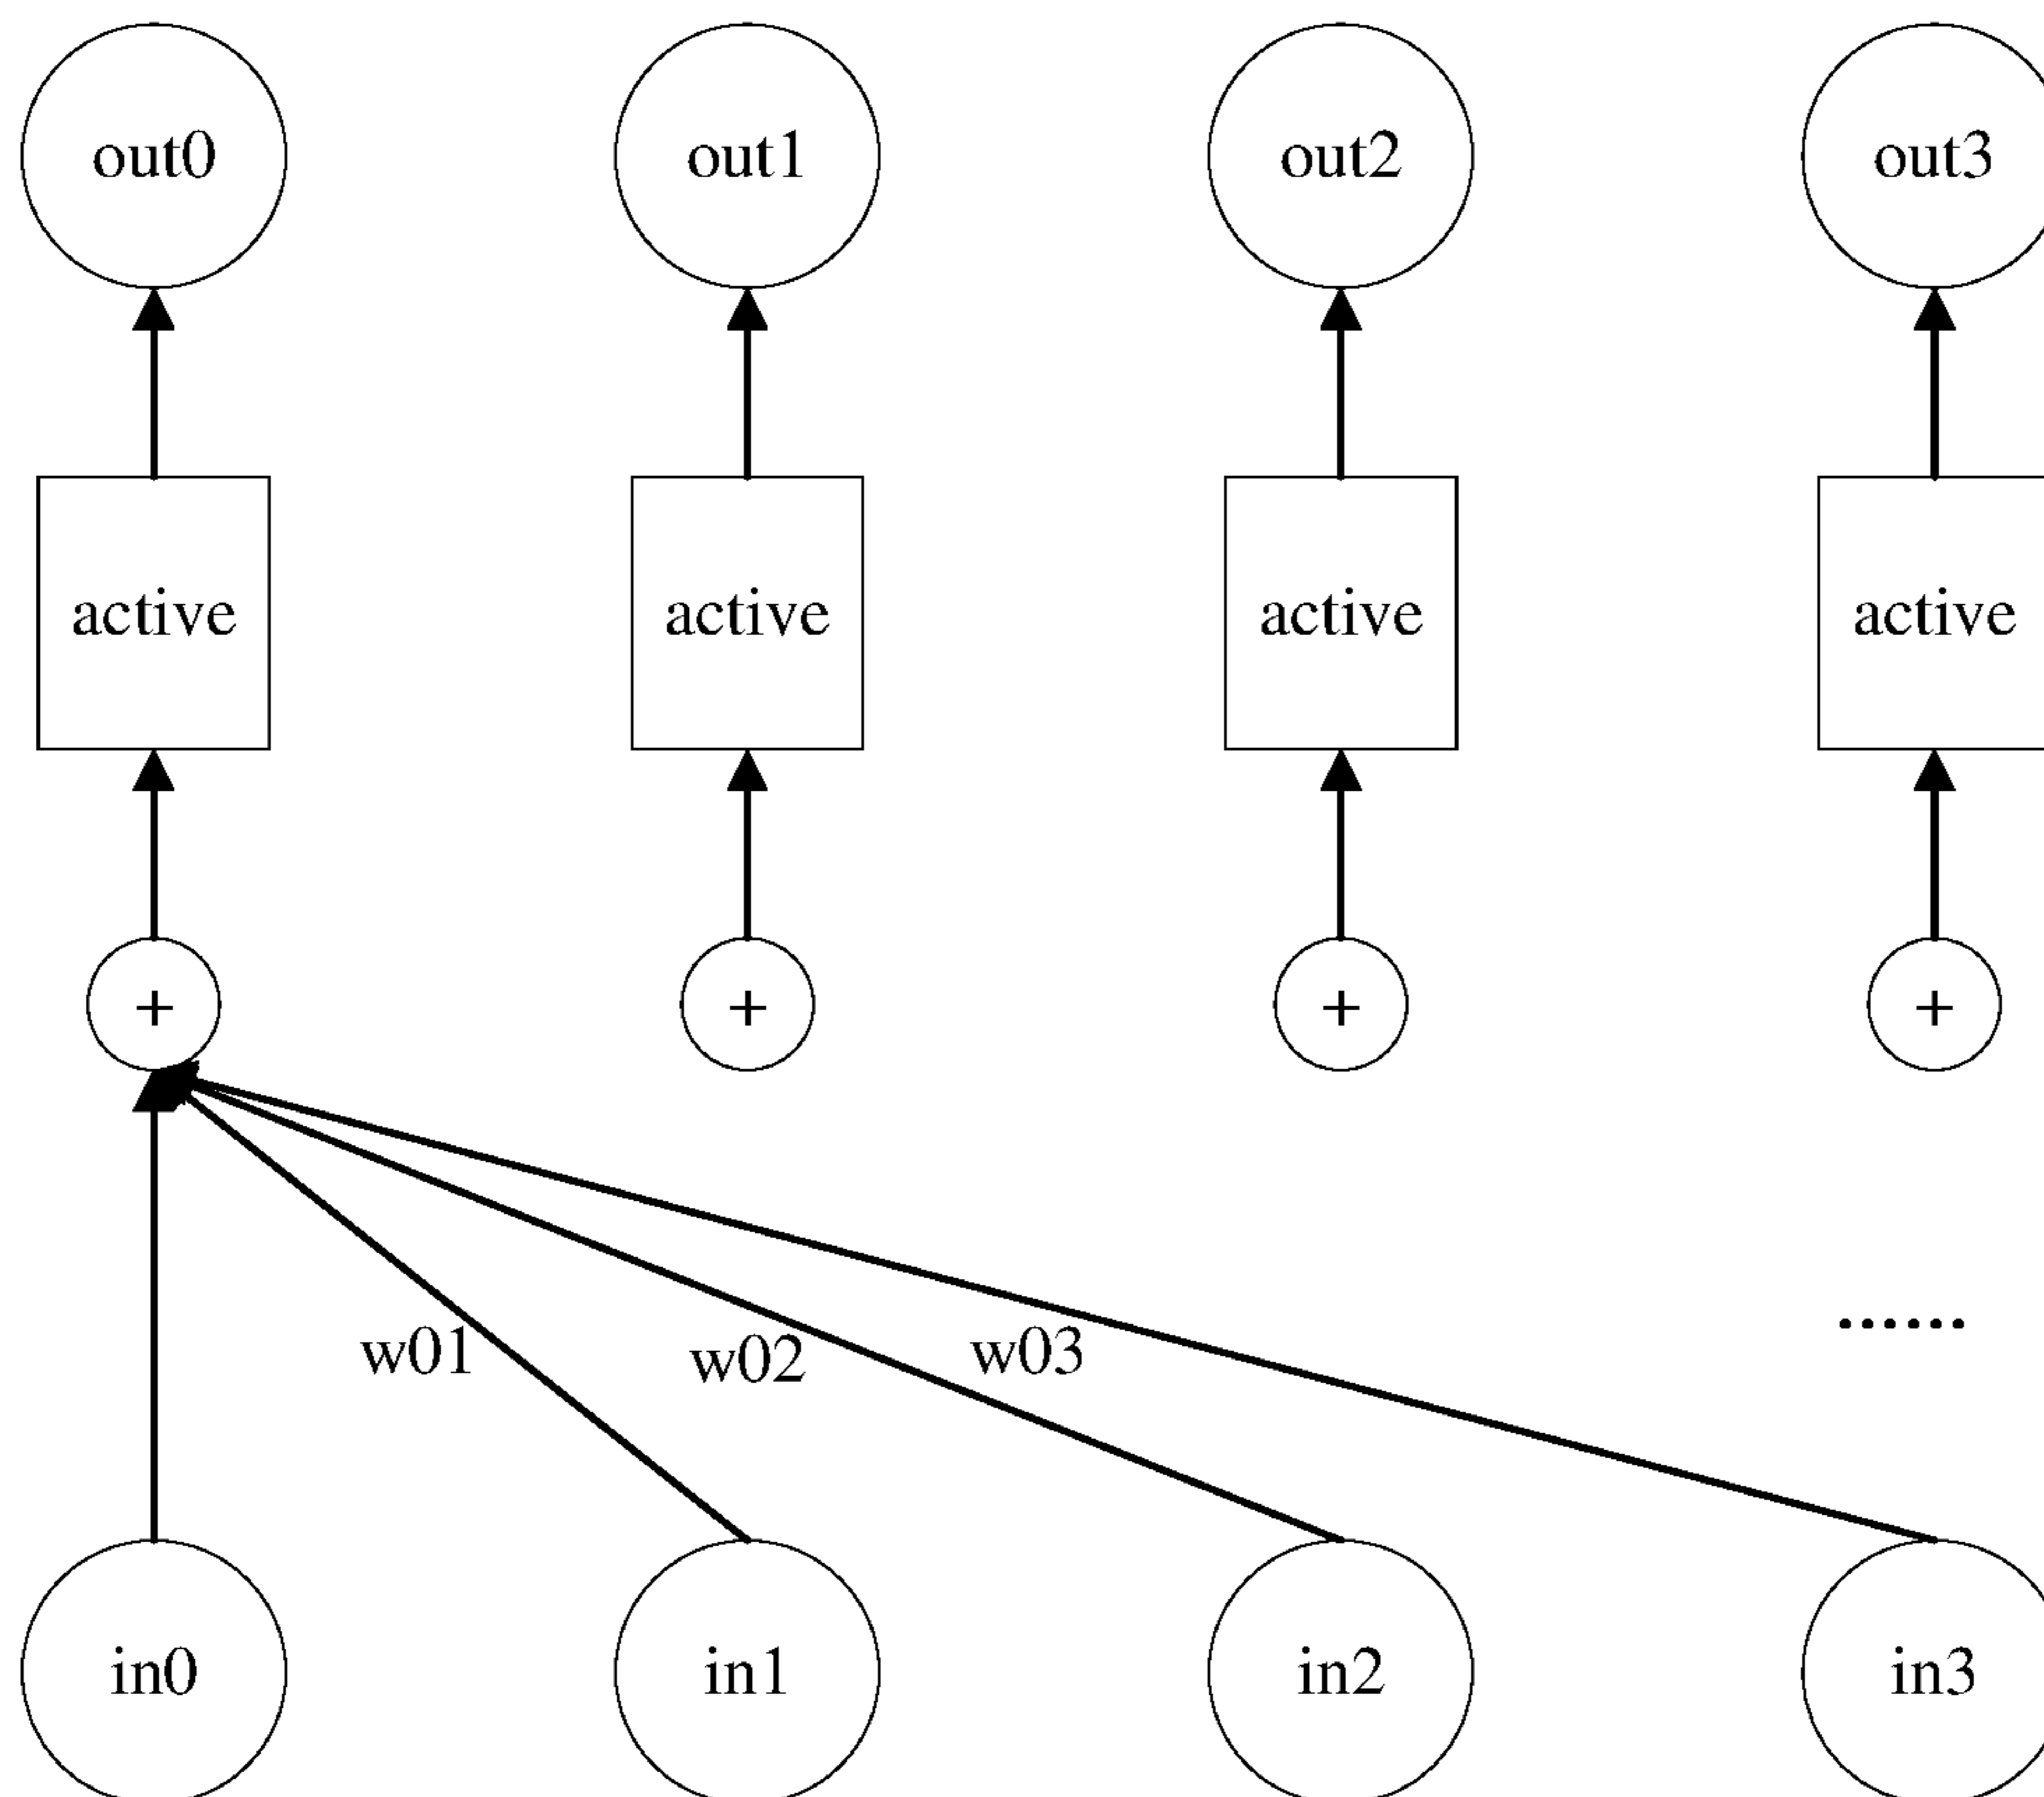 out0 out1 out2 out3
active active active active
+ + + +
......
w01 w02 w03
in0 in1 in2 in3